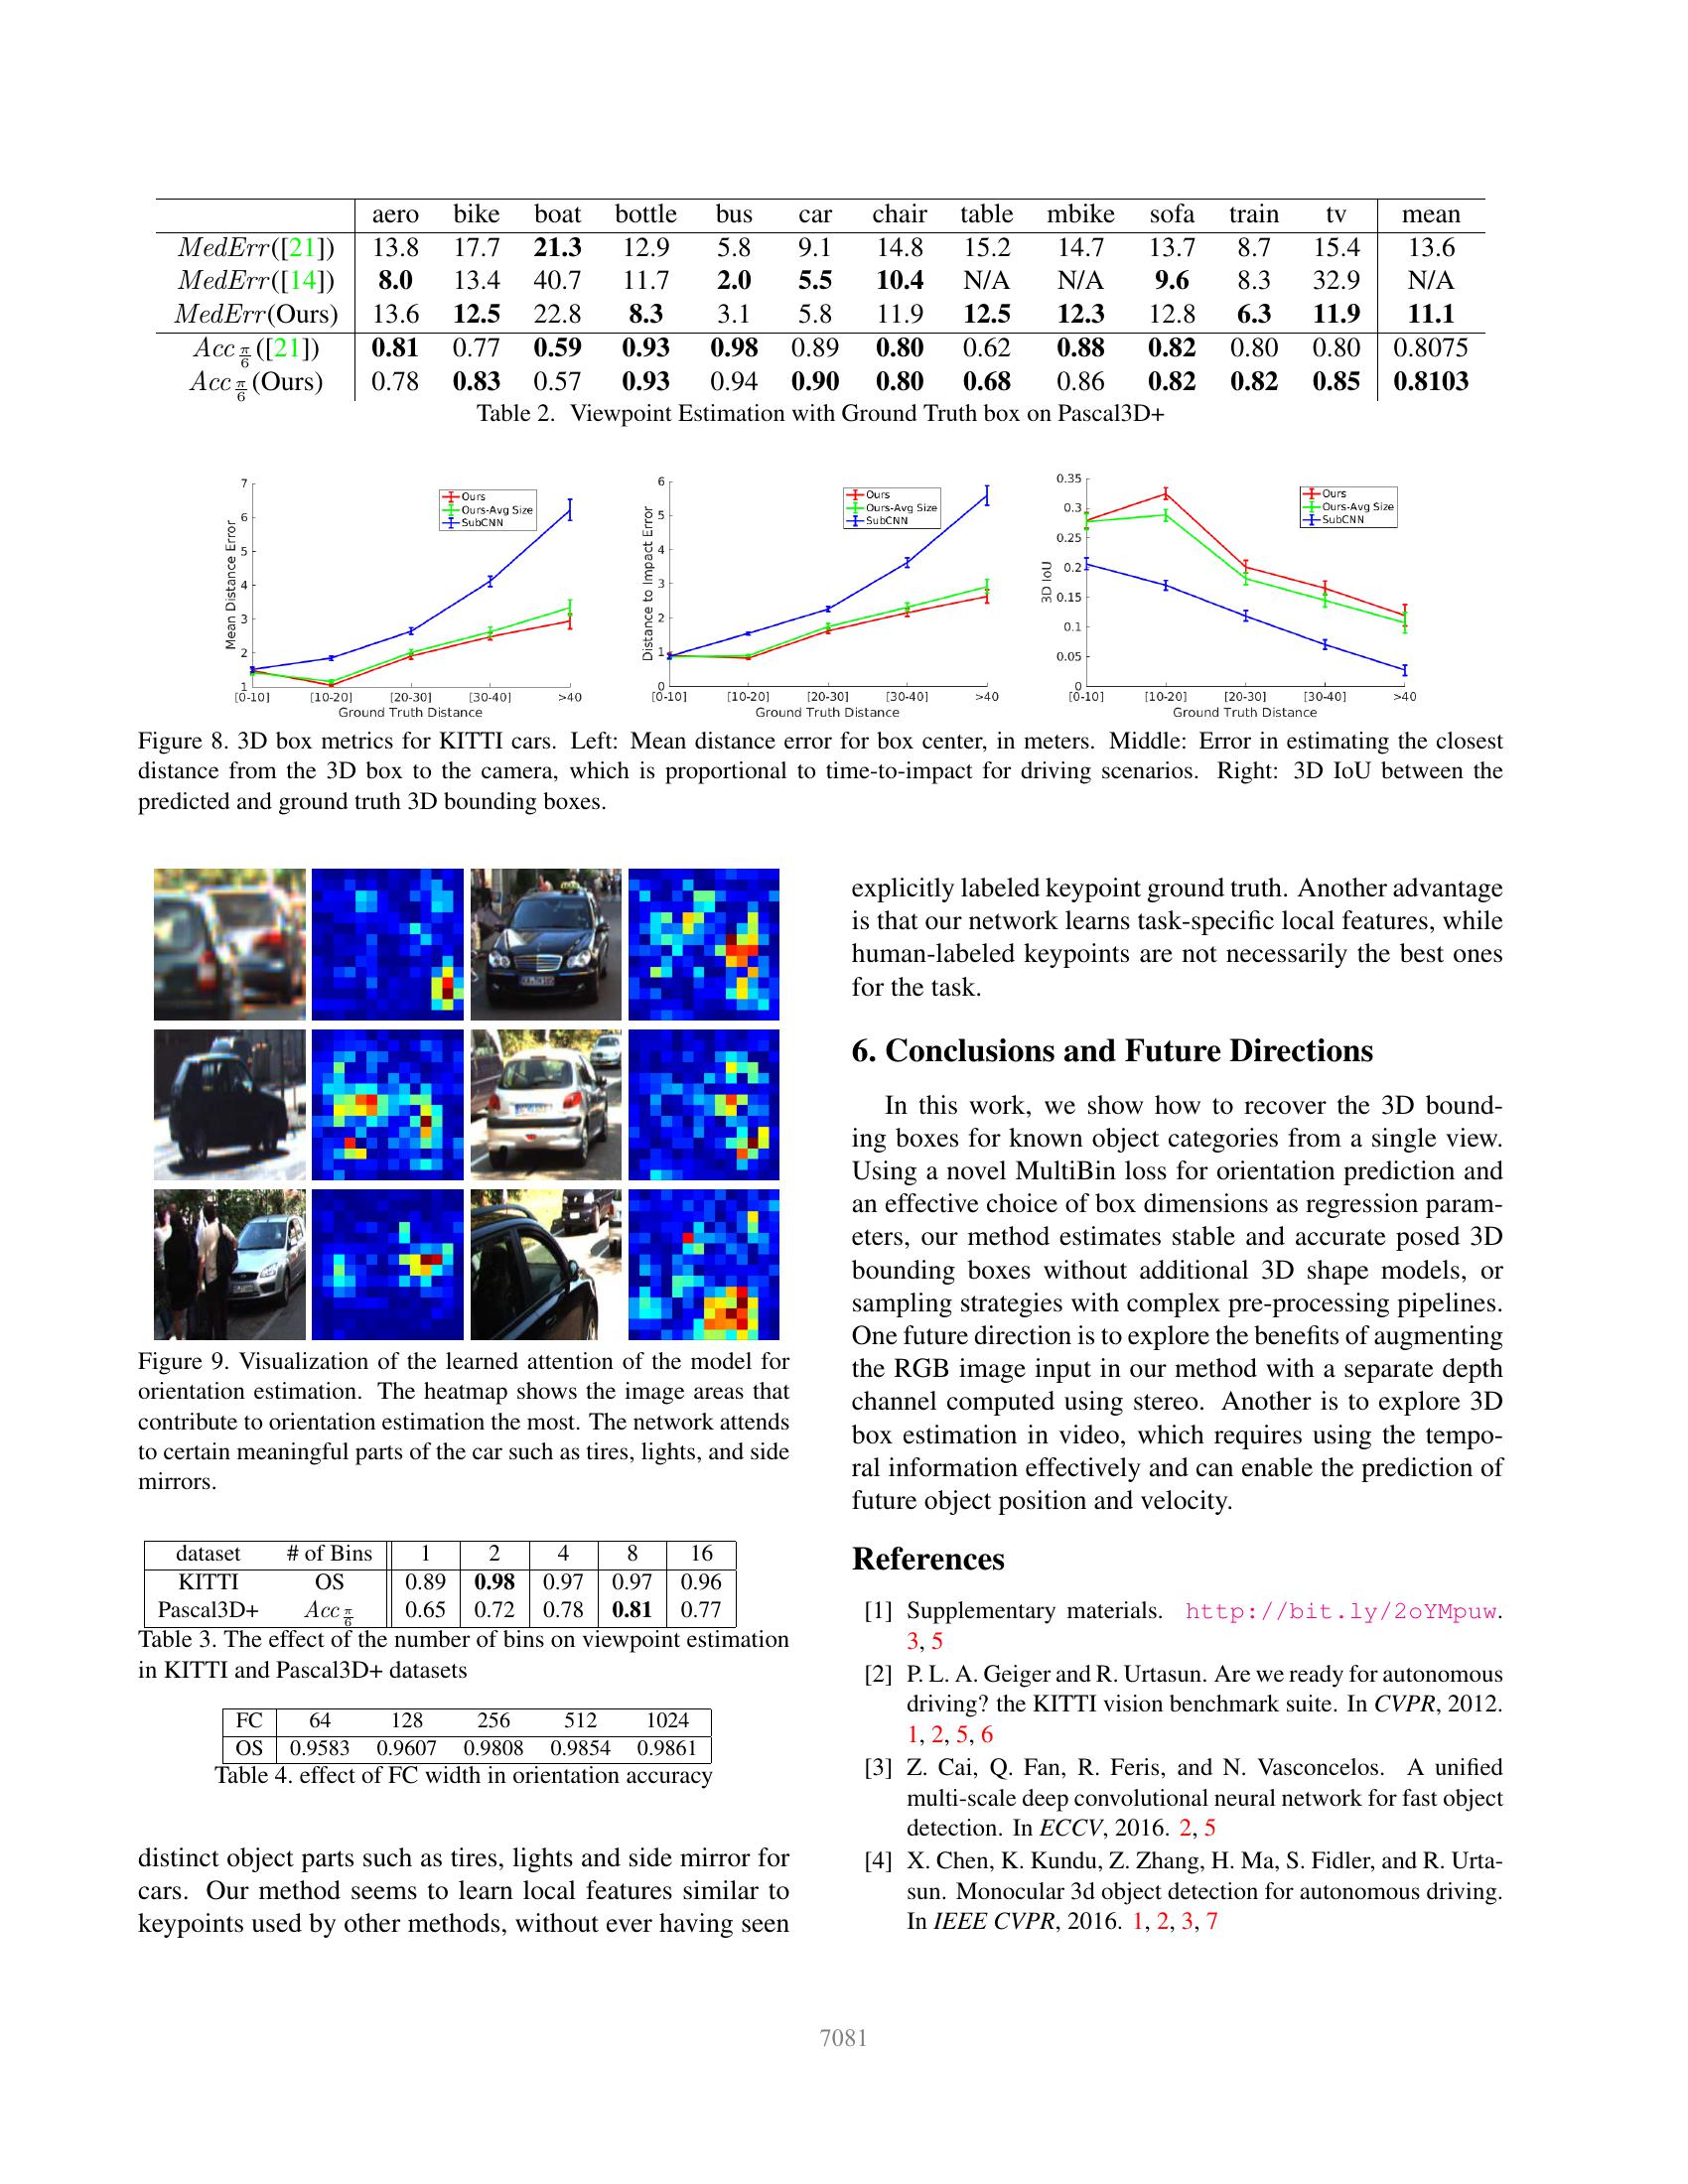 aero bike boat bottle bus car chair table mbike sofa train tv mean
MedErr([21]) 13.8 17.7 21.3 12.9 5.8 9.1 14.8 15.2 14.7 13.7 8.7 15.4 13.6
MedErr([14]) 8.0 13.4 40.7 11.7 2.0 5.5 10.4 N/A N/A 9.6 8.3 32.9 N/A
MedErr(Ours) 13.6 12.5 22.8 8.3 3.1 5.8 11.9 12.5 12.3 12.8 6.3 11.9 11.1
Acc π/6 ([21]) 0.81 0.77 0.59 0.93 0.98 0.89 0.80 0.62 0.88 0.82 0.80 0.80 0.8075
Acc π/6 (Ours) 0.78 0.83 0.57 0.93 0.94 0.90 0.80 0.68 0.86 0.82 0.82 0.85 0.8103
Table 2. Viewpoint Estimation with Ground Truth box on Pascal3D+
Mean Distance Error
7
6
5
4
3
2
1
Ours
Ours-Avg Size
SubCNN
[0-10] [10-20] [20-30] [30-40] >40
Ground Truth Distance
Distance to Impact Error
6
5
4
3
2
1
0
Ours
Ours-Avg Size
SubCNN
[0-10] [10-20] [20-30] [30-40] >40
Ground Truth Distance
3D IoU
0.35
0.3
0.25
0.2
0.15
0.1
0.05
0
Ours
Ours-Avg Size
SubCNN
[0-10] [10-20] [20-30] [30-40] >40
Ground Truth Distance
Figure 8. 3D box metrics for KITTI cars. Left: Mean distance error for box center, in meters. Middle: Error in estimating the closest
distance from the 3D box to the camera, which is proportional to time-to-impact for driving scenarios. Right: 3D IoU between the
predicted and ground truth 3D bounding boxes.
Figure 9. Visualization of the learned attention of the model for
orientation estimation. The heatmap shows the image areas that
contribute to orientation estimation the most. The network attends
to certain meaningful parts of the car such as tires, lights, and side
mirrors.
dataset # of Bins 1 2 4 8 16
KITTI OS 0.89 0.98 0.97 0.97 0.96
Pascal3D+ Acc π/6 0.65 0.72 0.78 0.81 0.77
Table 3. The effect of the number of bins on viewpoint estimation
in KITTI and Pascal3D+ datasets
FC 64 128 256 512 1024
OS 0.9583 0.9607 0.9808 0.9854 0.9861
Table 4. effect of FC width in orientation accuracy
distinct object parts such as tires, lights and side mirror for
cars. Our method seems to learn local features similar to
keypoints used by other methods, without ever having seen
explicitly labeled keypoint ground truth. Another advantage
is that our network learns task-specific local features, while
human-labeled keypoints are not necessarily the best ones
for the task.
6. Conclusions and Future Directions
In this work, we show how to recover the 3D bound-
ing boxes for known object categories from a single view.
Using a novel MultiBin loss for orientation prediction and
an effective choice of box dimensions as regression param-
eters, our method estimates stable and accurate posed 3D
bounding boxes without additional 3D shape models, or
sampling strategies with complex pre-processing pipelines.
One future direction is to explore the benefits of augmenting
the RGB image input in our method with a separate depth
channel computed using stereo. Another is to explore 3D
box estimation in video, which requires using the tempo-
ral information effectively and can enable the prediction of
future object position and velocity.
References
[1] Supplementary materials. http://bit.ly/2oYMpuw.
3, 5
[2] P. L. A. Geiger and R. Urtasun. Are we ready for autonomous
driving? the KITTI vision benchmark suite. In CVPR, 2012.
1, 2, 5, 6
[3] Z. Cai, Q. Fan, R. Feris, and N. Vasconcelos. A unified
multi-scale deep convolutional neural network for fast object
detection. In ECCV, 2016. 2, 5
[4] X. Chen, K. Kundu, Z. Zhang, H. Ma, S. Fidler, and R. Urta-
sun. Monocular 3d object detection for autonomous driving.
In IEEE CVPR, 2016. 1, 2, 3, 7
7081